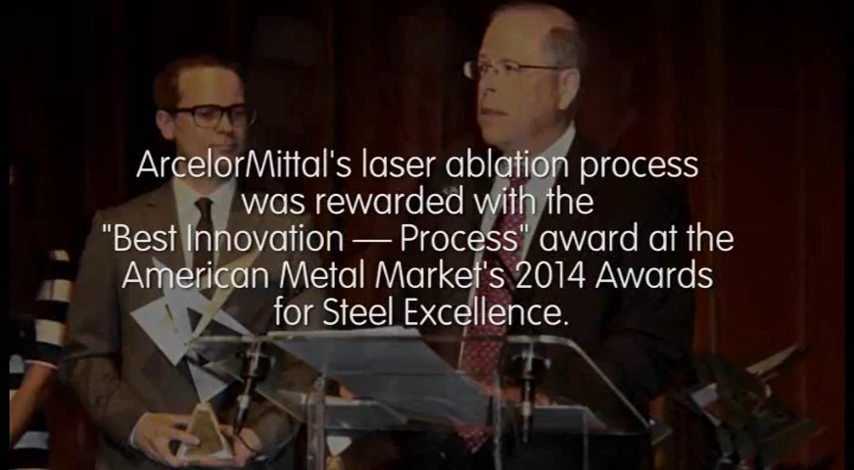 ArcelorMittal's laser ablation process
was rewarded with the
"Best Innovation — Process" award at the
American Metal Market's 2014 Awards
for Steel Excellence.